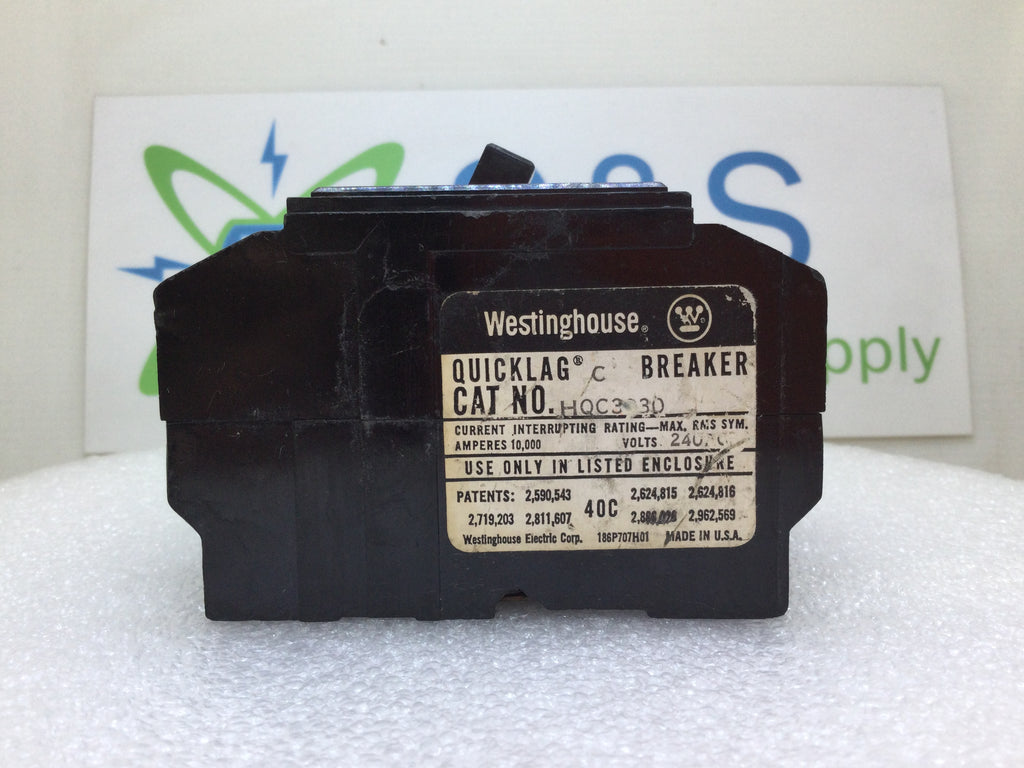 & S
pply
Westinghouse®
W
QUICKLAG® C BREAKER
CAT NO.
CURRENT INTERRUPTING RATING—MAX. RMS SYM.
AMPERES 10,000 VOLTS
USE ONLY IN LISTED ENCLOSURE
PATENTS: 2,590,543 2,624,815 2,624,816
40C
2,719,203 2,811,607 2,962,569
Westinghouse Electric Corp. 186P707H01 MADE IN U.S.A.